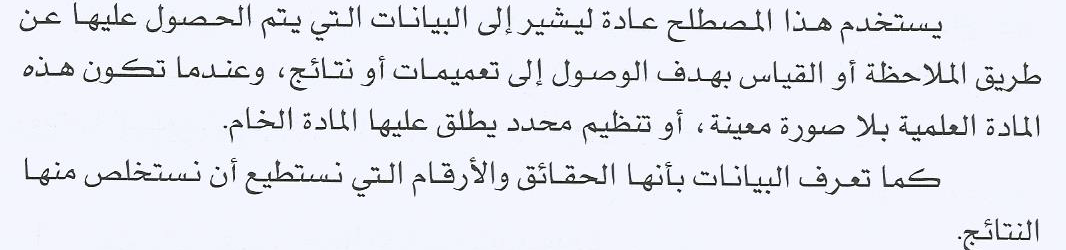 يستخدم هذا المصطلح عادة ليشير إلى البيانات التي يتم الحصول عليها عن
طريق الملاحظة أو القياس بهدف الوصول إلى تعميمات أو نتائج، وعندما تكون هذه
المادة العلمية بلا صورة معينة، أو تنظيم محدد يطلق عليها المادة الخام.
كما تعرف البيانات بأنها الحقائق والأرقام التي نستطيع أن نستخلص منها
النتائج.